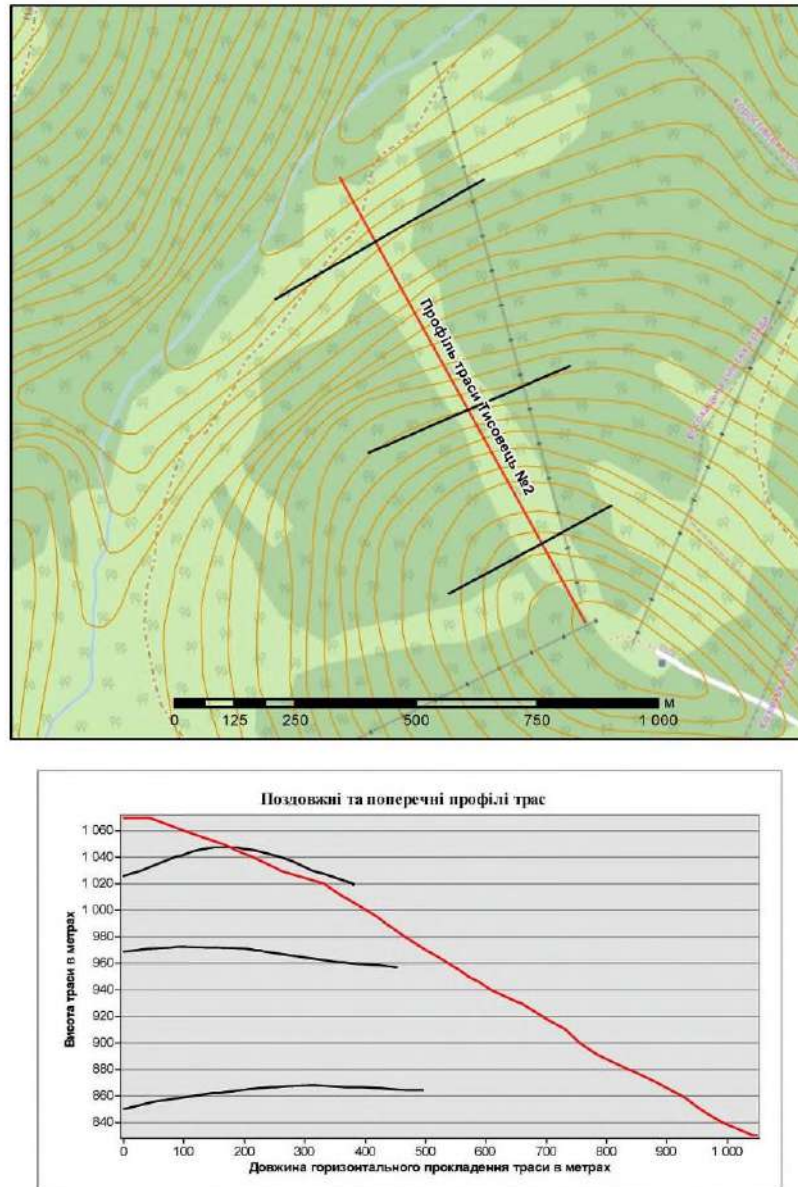 Профіль траси Тисовець №2
м
0 125 250 500 750 1 000
Поздовжні та поперечні профілі трас
Висота траси в метрах
1 060
1 040
1 020
1 000
980
960
940
920
900
880
860
840
0 100 200 300 400 500 600 700 800 900 1 000
Довжина горизонтального прокладення траси в метрах